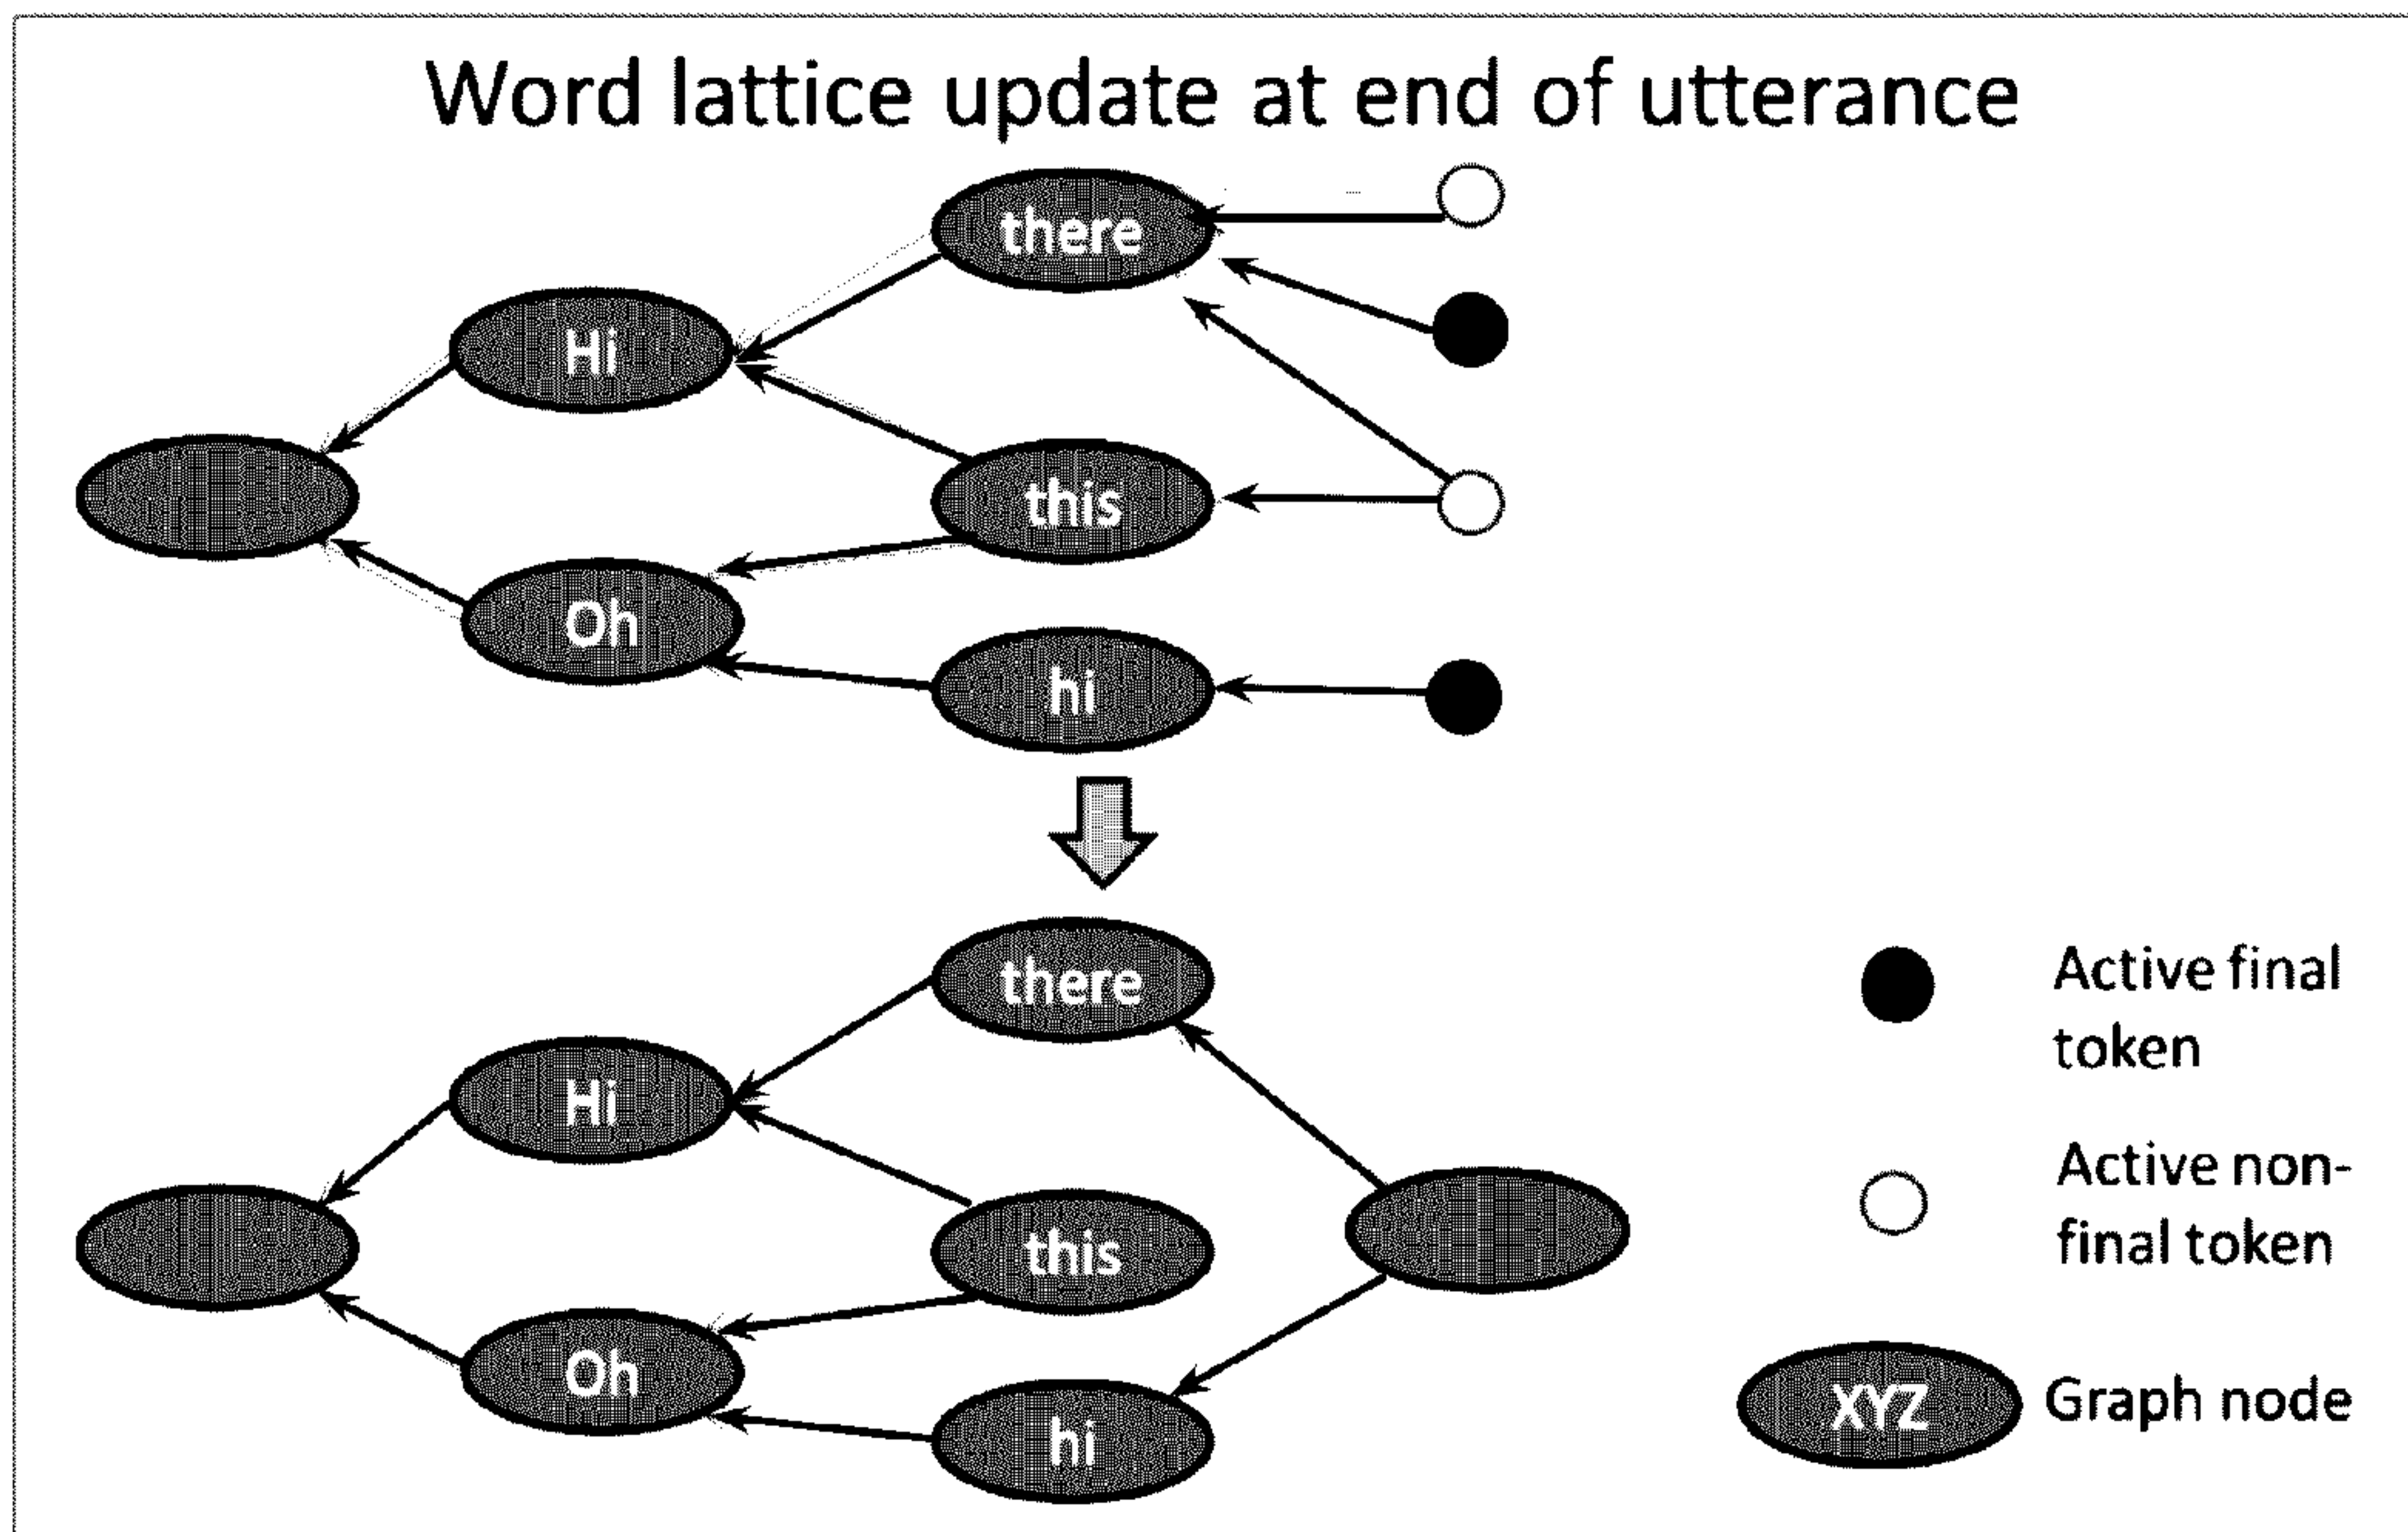 Word lattice update at end of utterance
there
Hi
this
Oh
hi
there
Hi
this
Oh
hi
Active final
token
Active non-
final token
XYZ
Graph node